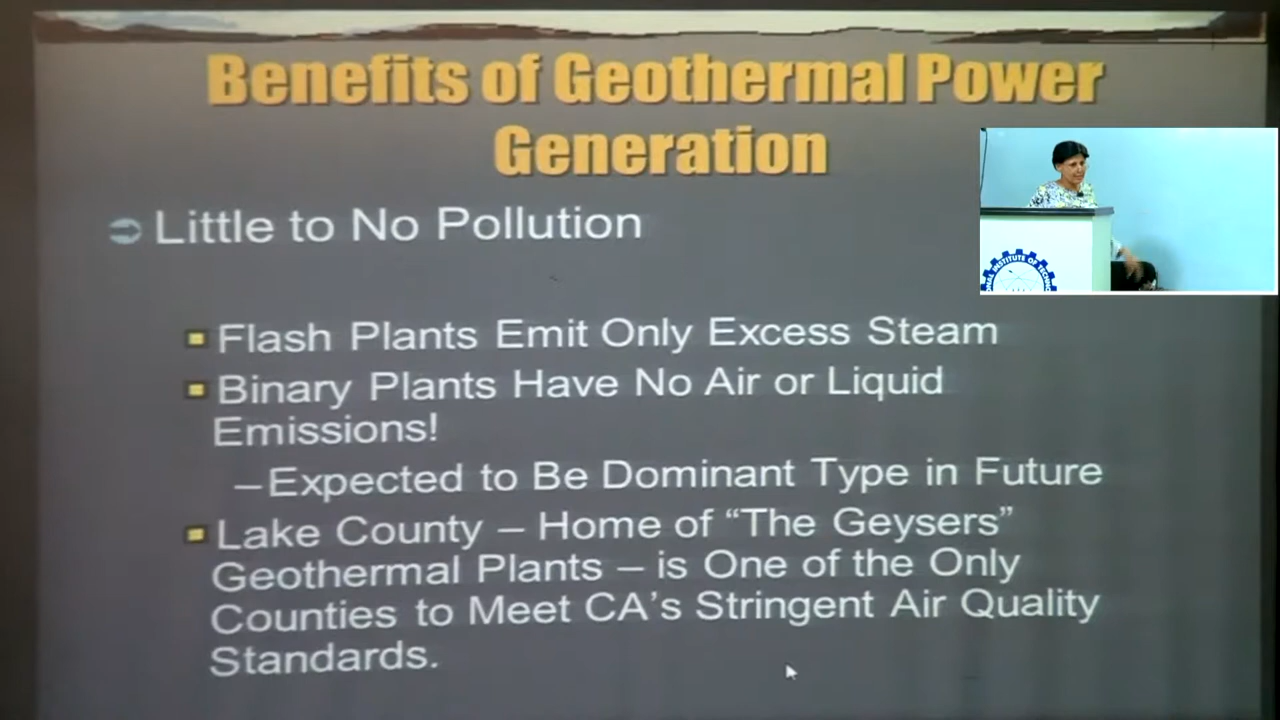 Benefits of Geothermal Power
Generation
Little to No Pollution
Flash Plants Emit Only Excess Steam
Binary Plants Have No Air or Liquid
Emissions!
– Expected to Be Dominant Type in Future
Lake County – Home of “The Geysers”
Geothermal Plants – is One of the Only
Counties to Meet CA’s Stringent Air Quality
Standards.
INSTITUTE OF